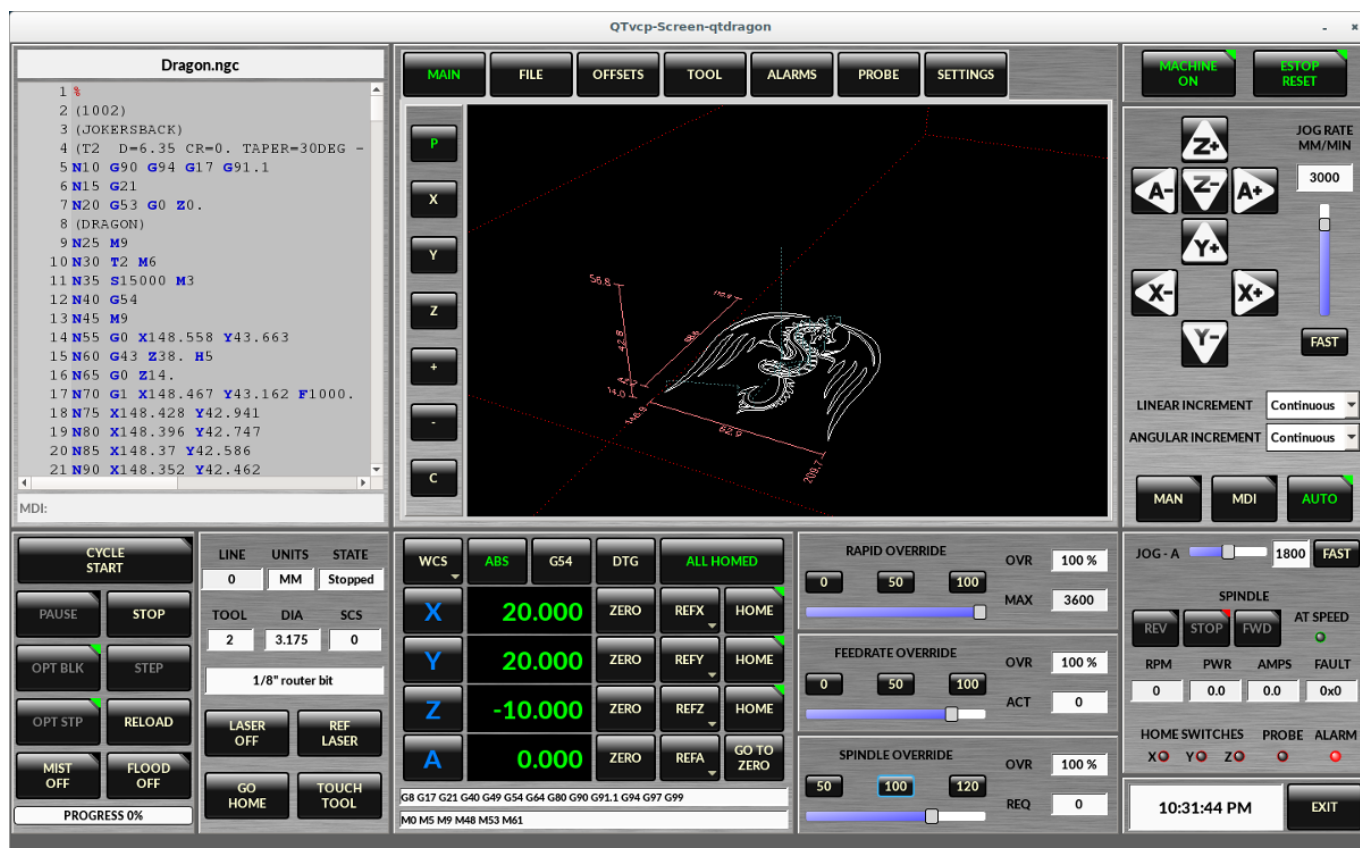 QTvcp-Screen-qtdragon
Dragon.ngc
1 %
2 (1002)
3 (JOKERSBACK)
4 (T2  D=6.35 CR=0. TAPER=30DEG -
5 N10 G90 G94 G17 G91.1
6 N15 G21
7 N20 G53 G0 Z0.
8 (DRAGON)
9 N25 M9
10 N30 T2 M6
11 N35 S15000 M3
12 N40 G54
13 N45 M9
14 N55 G0 X148.558 Y43.663
15 N60 G43 Z38. H5
16 N65 G0 Z14.
17 N70 G1 X148.467 Y43.162 F1000.
18 N75 X148.428 Y42.941
19 N80 X148.396 Y42.747
20 N85 X148.37 Y42.586
21 N90 X148.352 Y42.462
MDI:
MAIN FILE OFFSETS TOOL ALARMS PROBE SETTINGS
P
X
Y
Z
+
-
C
56.8
42.8
14.0
146.8
62.9
209.7
MACHINE ON
ESTOP RESET
Z+
A- Z- A+
Y+
X- X+
Y-
JOG RATE
MM/MIN
3000
FAST
LINEAR INCREMENT Continuous
ANGULAR INCREMENT Continuous
MAN MDI AUTO
CYCLE START
PAUSE STOP
OPT BLK STEP
OPT STP RELOAD
MIST OFF
FLOOD OFF
PROGRESS 0%
LINE UNITS STATE
0 MM Stopped
TOOL DIA SCS
2 3.175 0
1/8" router bit
LASER OFF
REF LASER
GO HOME
TOUCH TOOL
WCS ABS G54 DTG ALL HOMED
X 20.000 ZERO REFX HOME
Y 20.000 ZERO REFY HOME
Z -10.000 ZERO REFZ HOME
A 0.000 ZERO REFA GO TO ZERO
G8 G17 G21 G40 G49 G54 G64 G80 G90 G91.1 G94 G97 G99
M0 M5 M9 M48 M53 M61
RAPID OVERRIDE
0 50 100
OVR 100 %
MAX 3600
FEEDRATE OVERRIDE
0 50 100
OVR 100 %
ACT 0
SPINDLE OVERRIDE
50 100 120
OVR 100 %
REQ 0
JOG - A 1800 FAST
SPINDLE
REV STOP FWD
AT SPEED
RPM PWR AMPS FAULT
0 0.0 0.0 0x0
HOME SWITCHES PROBE ALARM
X Y Z
10:31:44 PM
EXIT